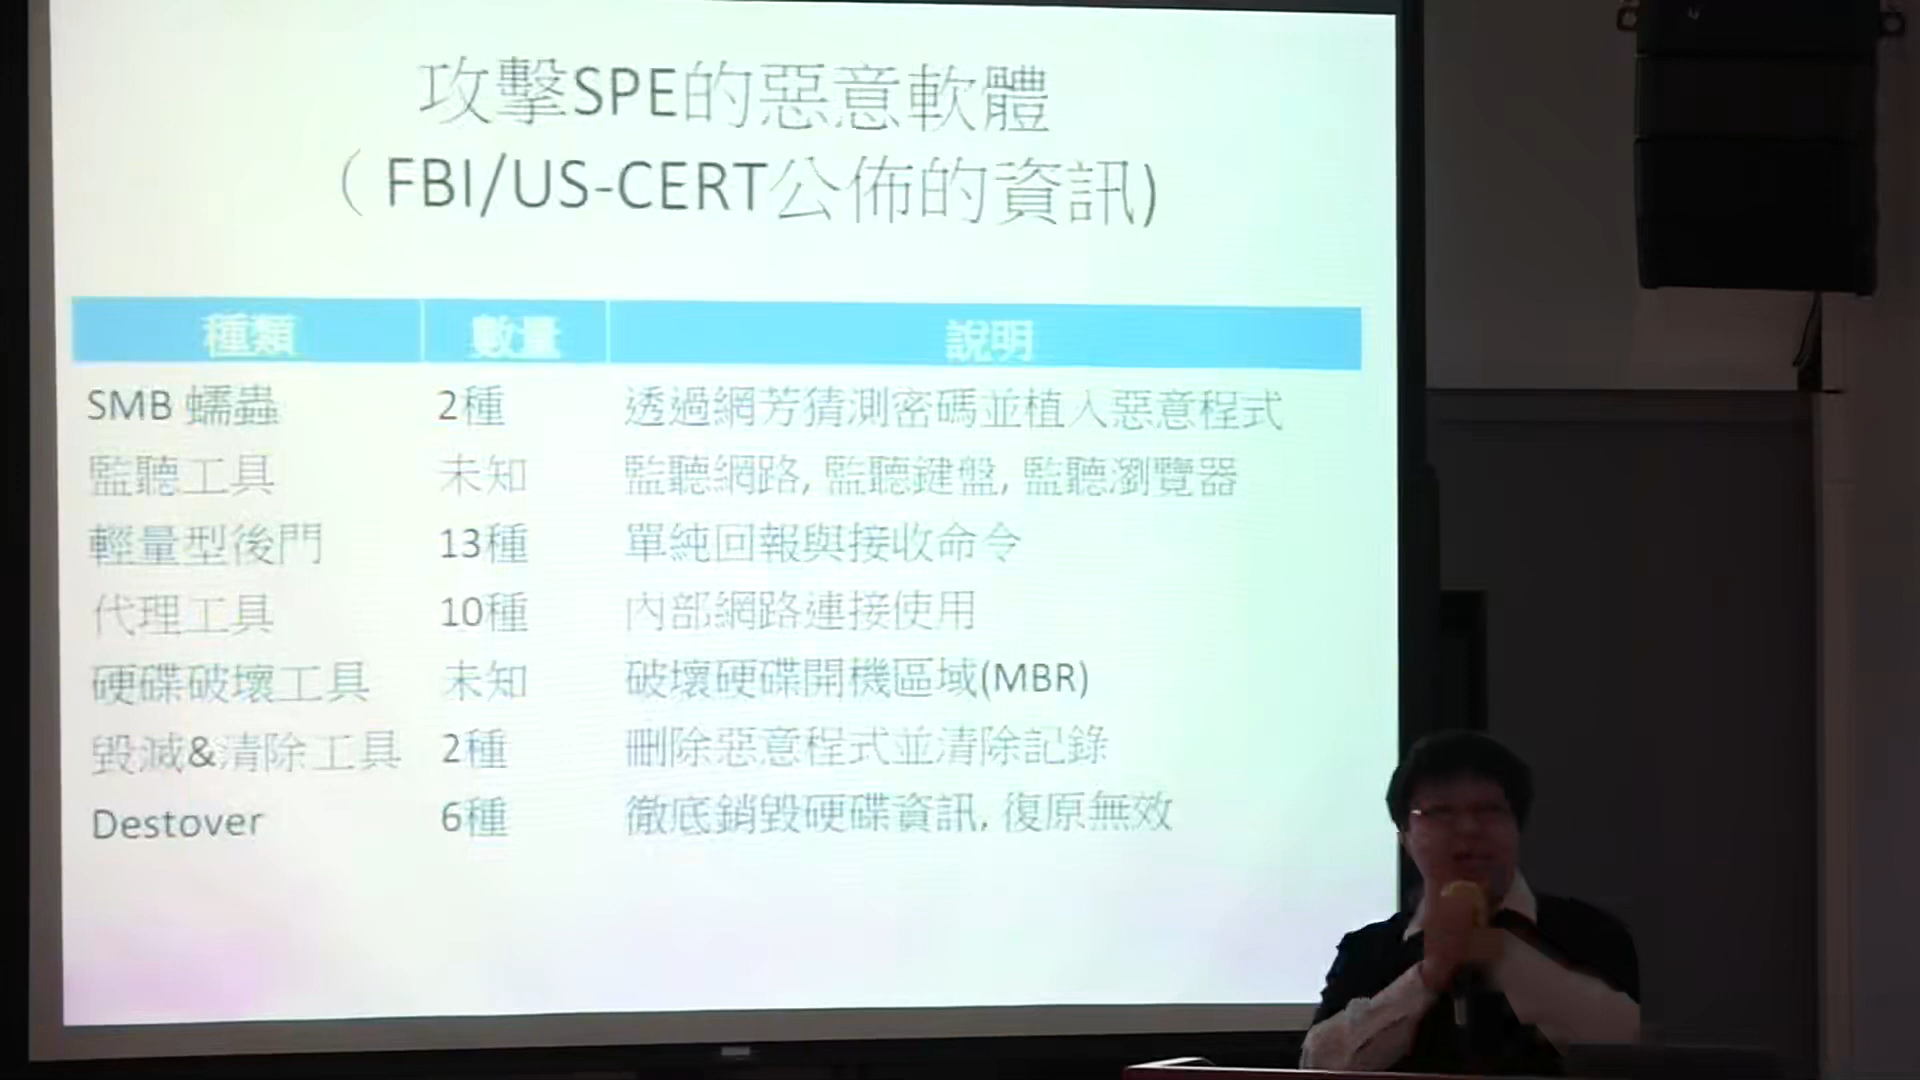 攻擊SPE的惡意軟體
（FBI/US-CERT公佈的資訊)
種類 數量 說明
SMB 蠕蟲 2種 透過網芳猜測密碼並植入惡意程式
監聽工具 未知 監聽網路, 監聽鍵盤, 監聽瀏覽器
輕量型後門 13種 單純回報與接收命令
代理工具 10種 內部網路連接使用
硬碟破壞工具 未知 破壞硬碟開機區域(MBR)
毀滅&清除工具 2種 刪除惡意程式並清除記錄
Destover 6種 徹底銷毀硬碟資訊, 復原無效